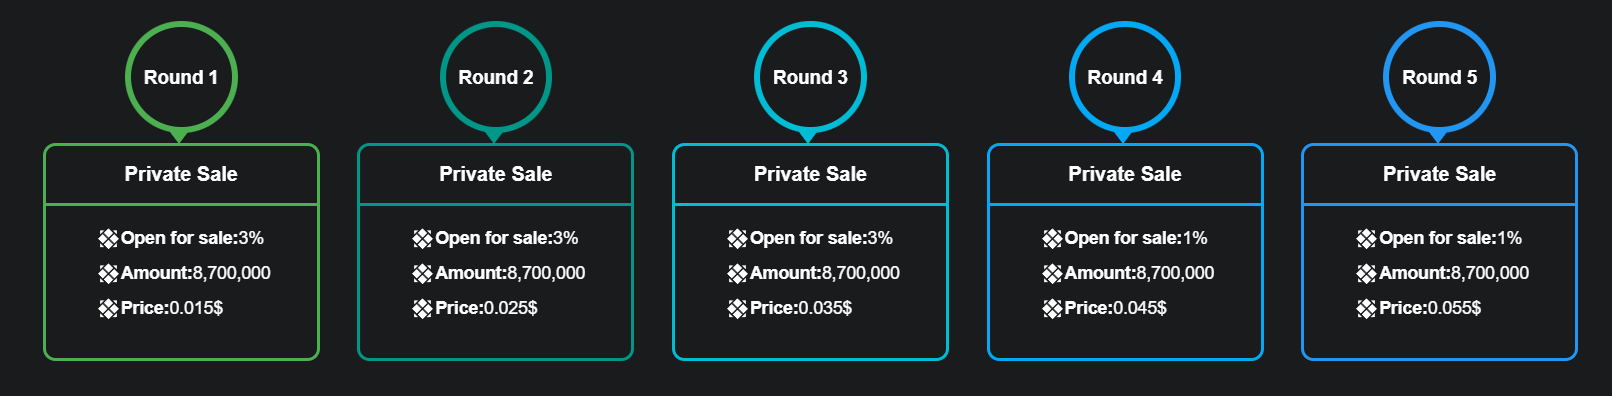 Round 1
Private Sale
Open for sale:3%
Amount:8,700,000
Price:0.015$
Round 2
Private Sale
Open for sale:3%
Amount:8,700,000
Price:0.025$
Round 3
Private Sale
Open for sale:3%
Amount:8,700,000
Price:0.035$
Round 4
Private Sale
Open for sale:1%
Amount:8,700,000
Price:0.045$
Round 5
Private Sale
Open for sale:1%
Amount:8,700,000
Price:0.055$